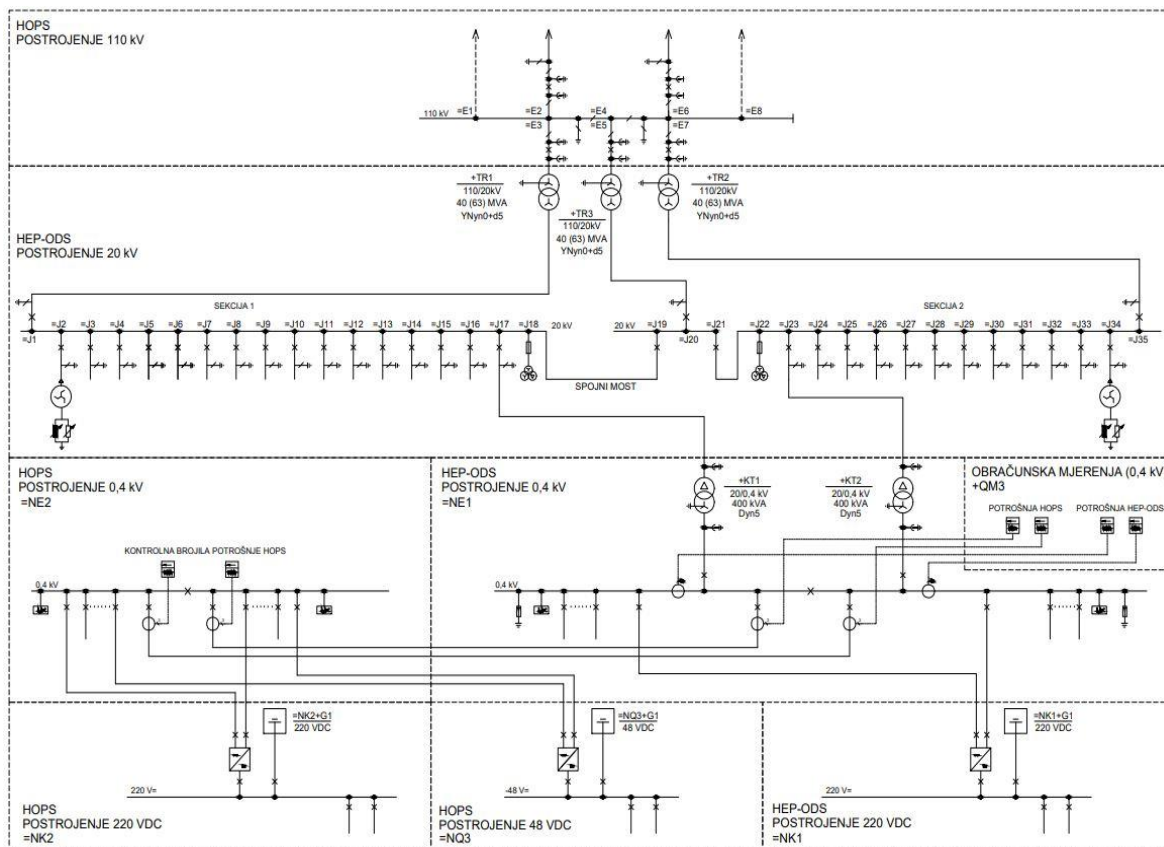 HOPS
POSTROJENJE 110 kV
110 kV
=E1
=E2
=E4
=E6
=E8
=E3
=E5
=E7
+TR1
110/20kV
40 (63) MVA
YNyn0+d5
+TR3
110/20kV
40 (63) MVA
YNyn0+d5
+TR2
110/20kV
40 (63) MVA
YNyn0+d5
HEP-ODS
POSTROJENJE 20 kV
SEKCIJA 1
SEKCIJA 2
=J1
=J2
=J3
=J4
=J5
=J6
=J7
=J8
=J9
=J10
=J11
=J12
=J13
=J14
=J15
=J16
=J17
=J18
20 kV
20 kV
=J19
=J20
=J21
=J22
=J23
=J24
=J25
=J26
=J27
=J28
=J29
=J30
=J31
=J32
=J33
=J34
=J35
SPOJNI MOST
HOPS
POSTROJENJE 0,4 kV
=NE2
KONTROLNA BROJILA POTROŠNJE HOPS
0,4 kV
HEP-ODS
POSTROJENJE 0,4 kV
=NE1
+KT1
20/0,4 kV
400 kVA
Dyn5
+KT2
20/0,4 kV
400 kVA
Dyn5
0,4 kV
OBRAČUNSKA MJERENJA (0,4 kV
+QM3
POTROŠNJA HOPS
POTROŠNJA HEP-ODS
=NK2+G1
220 VDC
220 V=
HOPS
POSTROJENJE 220 VDC
=NK2
=NQ3+G1
48 VDC
-48 V=
HOPS
POSTROJENJE 48 VDC
=NQ3
=NK1+G1
220 VDC
220 V=
HEP-ODS
POSTROJENJE 220 VDC
=NK1